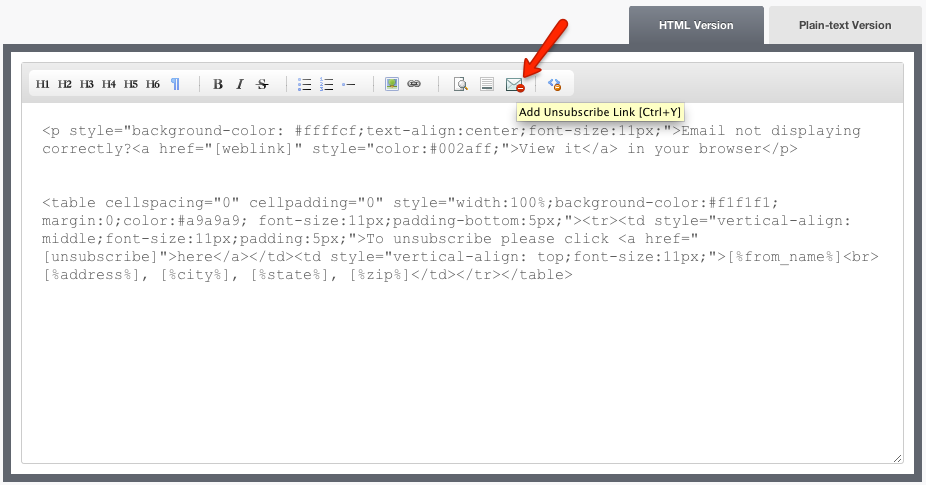 HTML Version
Plain-text Version
H1 H2 H3 H4 H5 H6 ¶ B I S
Add Unsubscribe Link [Ctrl+Y]
<p style="background-color: #ffffcf;text-align:center;font-size:11px;">Email not displaying
correctly?<a href="[weblink]" style="color:#002aff;">View it</a> in your browser</p>
<table cellspacing="0" cellpadding="0" style="width:100%;background-color:#f1f1f1;
margin:0;color:#a9a9a9; font-size:11px;padding-bottom:5px;"><tr><td style="vertical-align:
middle;font-size:11px;padding:5px;">To unsubscribe please click <a href="
[unsubscribe]">here</a></td><td style="vertical-align: top;font-size:11px;">[%from_name%]<br>
[%address%], [%city%], [%state%], [%zip%]</td></tr></table>